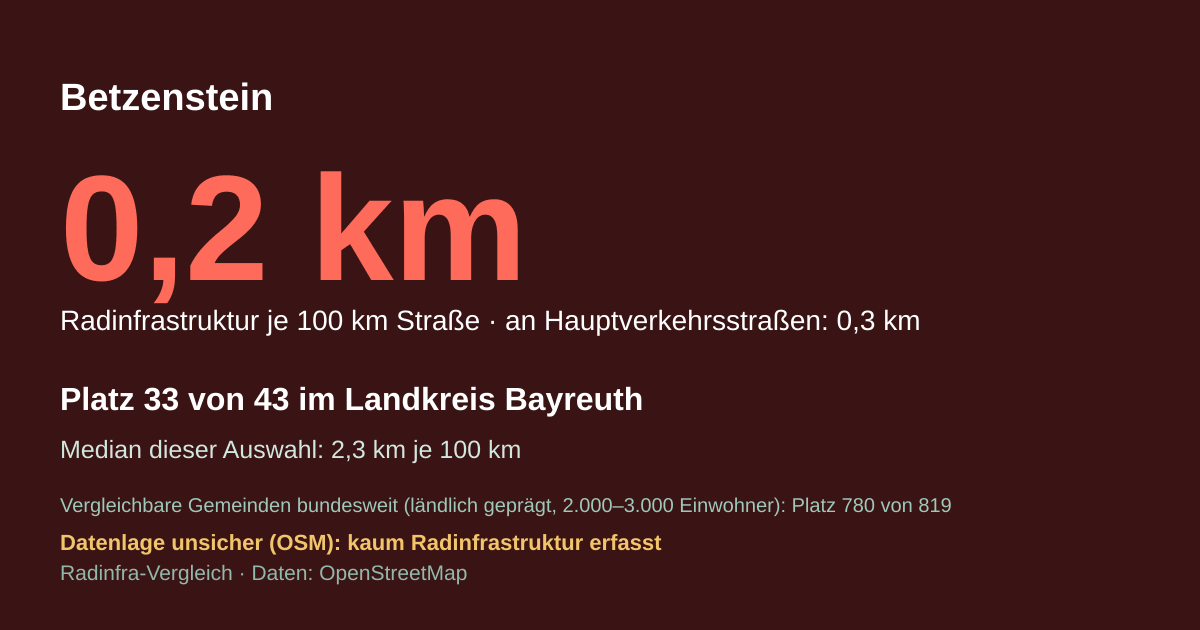 Betzenstein
0,2 km
Radinfrastruktur je 100 km Straße · an Hauptverkehrsstraßen: 0,3 km
Platz 33 von 43 im Landkreis Bayreuth
Median dieser Auswahl: 2,3 km je 100 km
Vergleichbare Gemeinden bundesweit (ländlich geprägt, 2.000–3.000 Einwohner): Platz 780 von 819
Datenlage unsicher (OSM): kaum Radinfrastruktur erfasst
Radinfra-Vergleich · Daten: OpenStreetMap